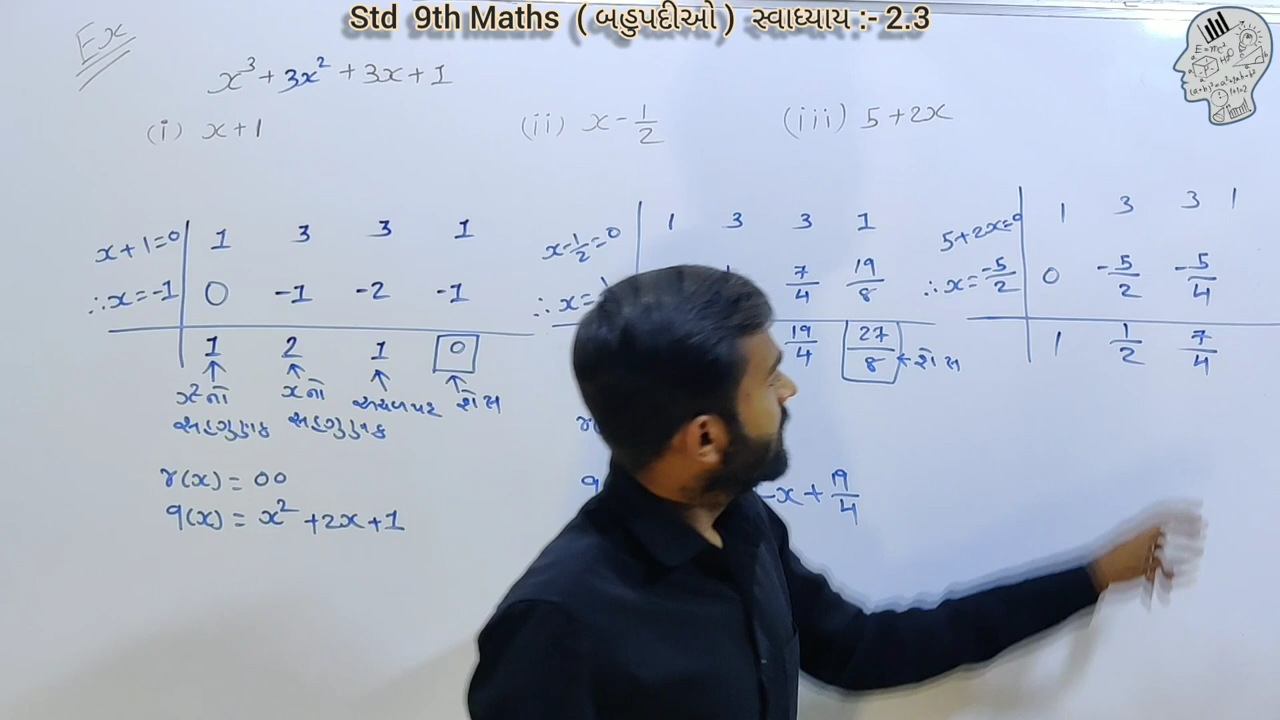 Std 9th Maths ( બહુપદીઓ ) સ્વાધ્યાય :- 2.3
Ex
x³ + 3x² + 3x + 1
(i) x + 1
(ii) x - 1/2
(iii) 5 + 2x
x + 1 = 0 1 3 3 1
∴ x = -1 0 -1 -2 -1
1 2 1 0
x² નો x નો અચળપદ શેષ
સહગુણક સહગુણક
r(x) = 00
q(x) = x² + 2x + 1
x - 1/2 = 0 1 3 3 1
∴ x = 7/4 19/8
19/4 27/8 ← શેષ
q x + 19/4
5 + 2x = 0 1 3 3 1
∴ x = -5/2 0 -5/2 -5/4
1 1/2 7/4